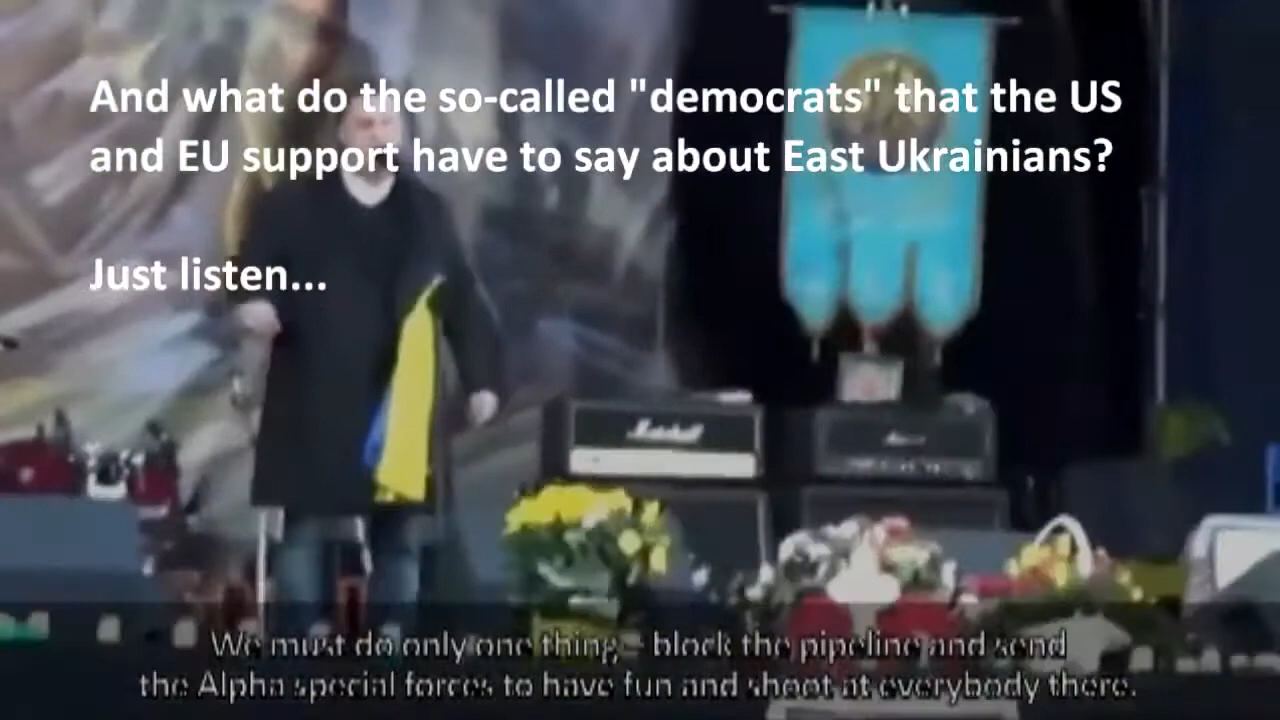 And what do the so-called "democrats" that the US
and EU support have to say about East Ukrainians?
Just listen...
Marshall
We must do only one thing - block the pipeline and send
the Alpha special forces to have fun and shoot at everybody there.